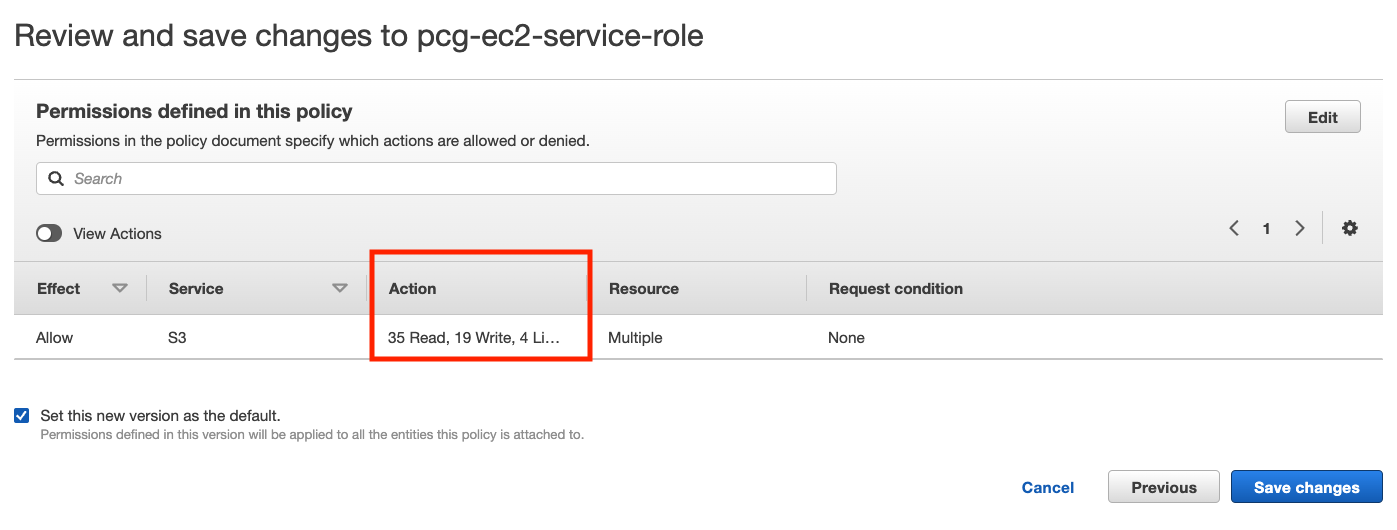 Review and save changes to pcg-ec2-service-role
Permissions defined in this policy
Edit
Permissions in the policy document specify which actions are allowed or denied.
Search
View Actions
1
Effect Service Action Resource Request condition
Allow S3 35 Read, 19 Write, 4 Li... Multiple None
Set this new version as the default.
Permissions defined in this version will be applied to all the entities this policy is attached to.
Cancel Previous Save changes